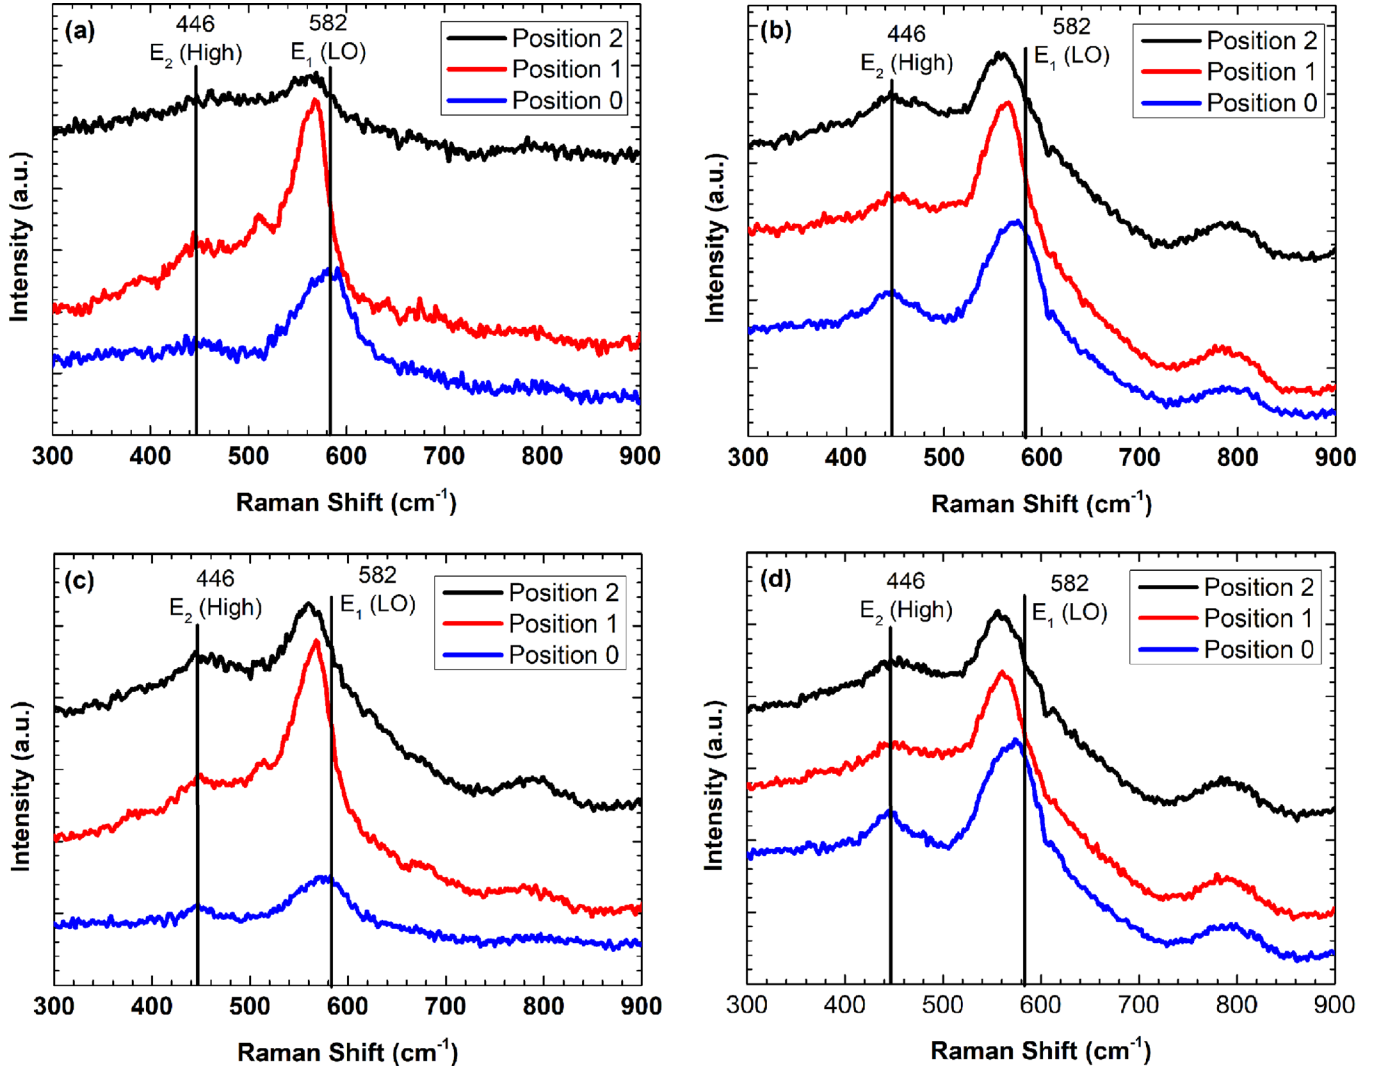 (a)
446
E₂ (High)
582
E₁ (LO)
Position 2
Position 1
Position 0
Intensity (a.u.)
300 400 500 600 700 800 900
Raman Shift (cm⁻¹)
(b)
446
E₂ (High)
582
E₁ (LO)
Position 2
Position 1
Position 0
Intensity (a.u.)
300 400 500 600 700 800 900
Raman Shift (cm⁻¹)
(c)
446
E₂ (High)
582
E₁ (LO)
Position 2
Position 1
Position 0
Intensity (a.u.)
300 400 500 600 700 800 900
Raman Shift (cm⁻¹)
(d)
446
E₂ (High)
582
E₁ (LO)
Position 2
Position 1
Position 0
Intensity (a.u.)
300 400 500 600 700 800 900
Raman Shift (cm⁻¹)